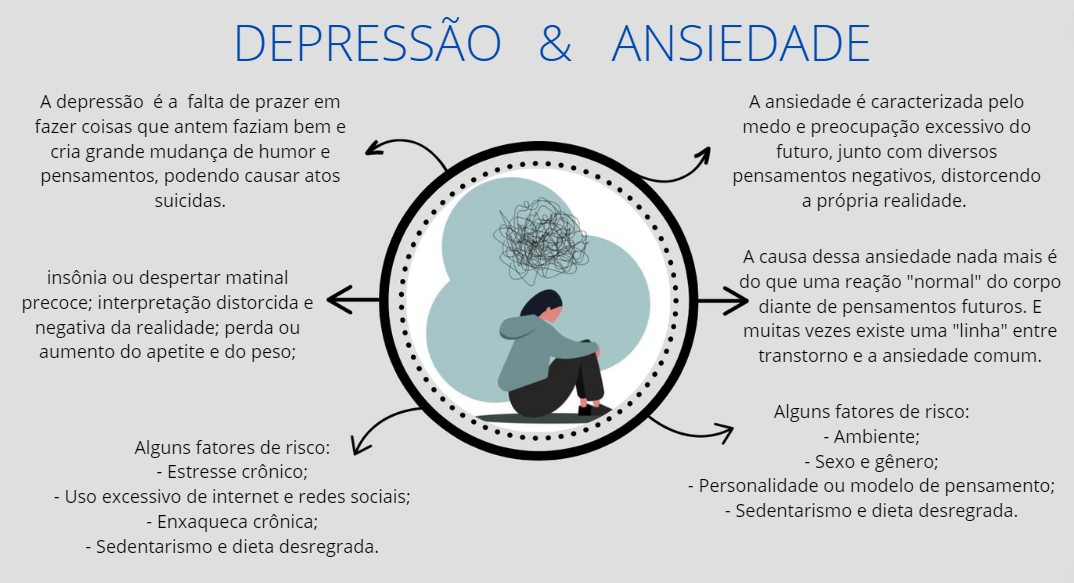 DEPRESSÃO & ANSIEDADE
A depressão é a falta de prazer em
fazer coisas que antem faziam bem e
cria grande mudança de humor e
pensamentos, podendo causar atos
suicidas.
insônia ou despertar matinal
precoce; interpretação distorcida e
negativa da realidade; perda ou
aumento do apetite e do peso;
Alguns fatores de risco:
- Estresse crônico;
- Uso excessivo de internet e redes sociais;
- Enxaqueca crônica;
- Sedentarismo e dieta desregrada.
A ansiedade é caracterizada pelo
medo e preocupação excessivo do
futuro, junto com diversos
pensamentos negativos, distorcendo
a própria realidade.
A causa dessa ansiedade nada mais é
do que uma reação "normal" do corpo
diante de pensamentos futuros. E
muitas vezes existe uma "linha" entre
transtorno e a ansiedade comum.
Alguns fatores de risco:
- Ambiente;
- Sexo e gênero;
- Personalidade ou modelo de pensamento;
- Sedentarismo e dieta desregrada.